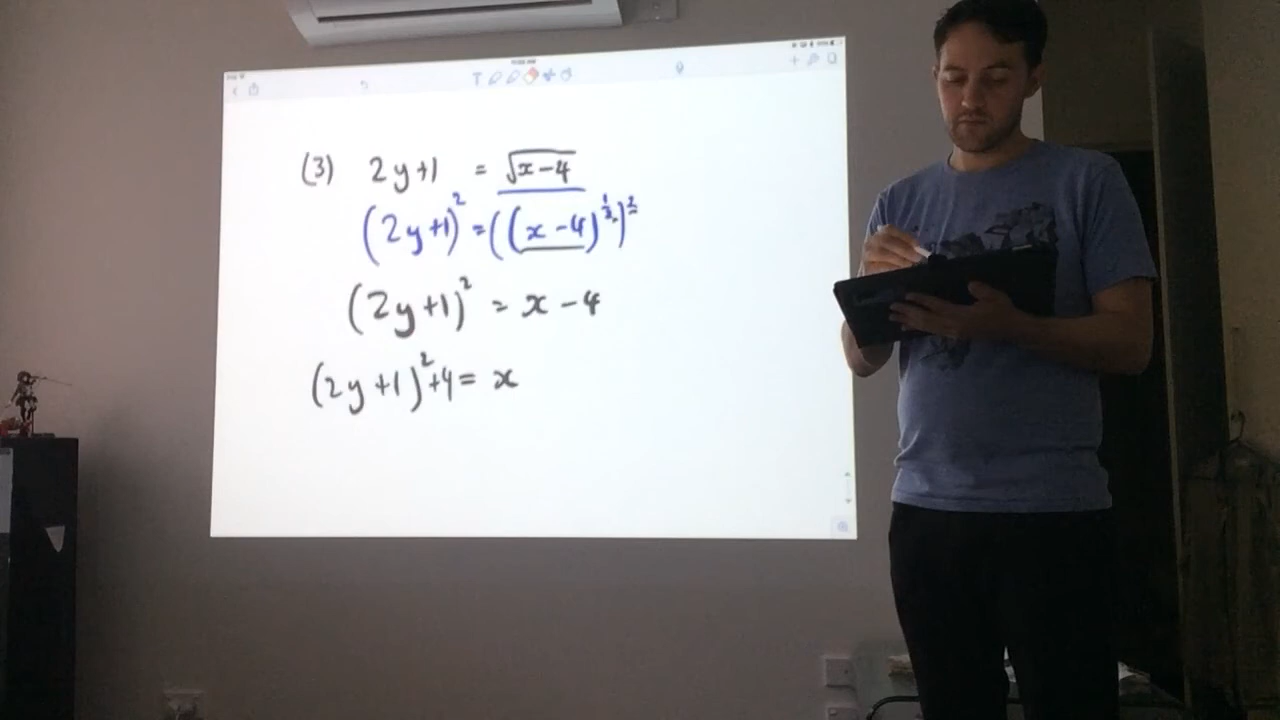 (3) 2y+1 = √x-4
(2y+1)² = ((x-4)^½)²
(2y+1)² = x-4
(2y+1)²+4 = x